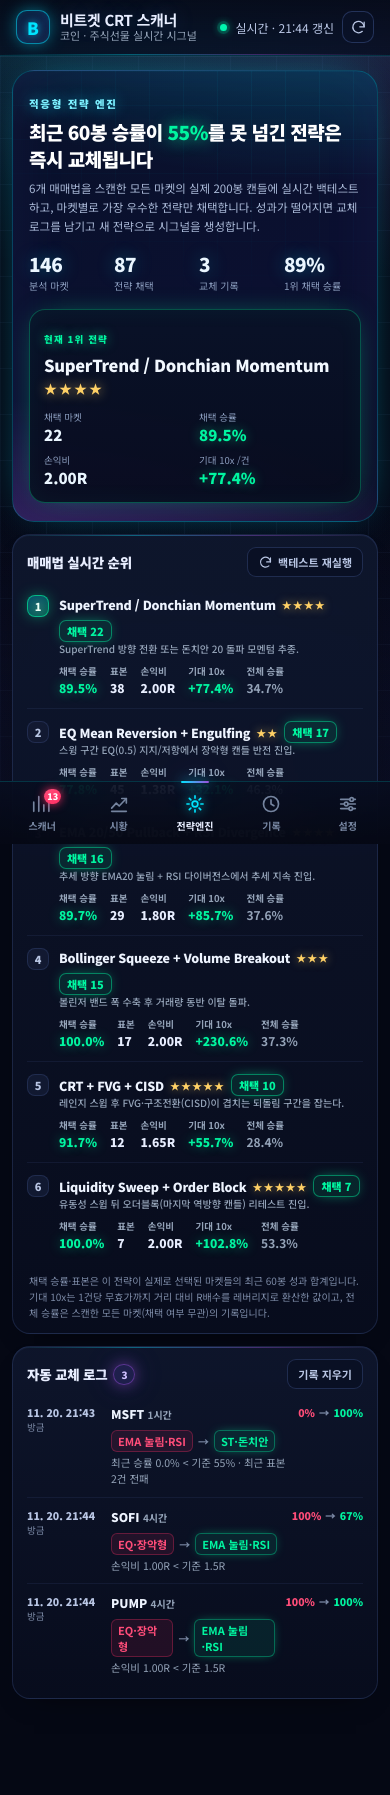 B
비트겟 CRT 스캐너
코인 · 주식선물 실시간 시그널
실시간 · 21:44 갱신
적응형 전략 엔진
최근 60봉 승률이 55%를 못 넘긴 전략은
즉시 교체됩니다
6개 매매법을 스캔한 모든 마켓의 실제 200봉 캔들에 실시간 백테스트
하고, 마켓별로 가장 우수한 전략만 채택합니다. 성과가 떨어지면 교체
로그를 남기고 새 전략으로 시그널을 생성합니다.
146 87 3 89%
분석 마켓 전략 채택 교체 기록 1위 채택 승률
현재 1위 전략
SuperTrend / Donchian Momentum
★★★★
채택 마켓 채택 승률
22 89.5%
손익비 기대 10x /건
2.00R +77.4%
매매법 실시간 순위
백테스트 재실행
1 SuperTrend / Donchian Momentum ★★★★
채택 22
SuperTrend 방향 전환 또는 돈치안 20 돌파 모멘텀 추종.
채택 승률 표본 손익비 기대 10x 전체 승률
89.5% 38 2.00R +77.4% 34.7%
2 EQ Mean Reversion + Engulfing ★★ 채택 17
스윙 구간 EQ(0.5) 지지/저항에서 장악형 캔들 반전 진입.
채택 승률 표본 손익비 기대 10x 전체 승률
45 1.38R
13
스캐너 시황 전략엔진 기록 설정
채택 16
추세 방향 EMA20 눌림 + RSI 다이버전스에서 추세 지속 진입.
채택 승률 표본 손익비 기대 10x 전체 승률
89.7% 29 1.80R +85.7% 37.6%
4 Bollinger Squeeze + Volume Breakout ★★★
채택 15
볼린저 밴드 폭 수축 후 거래량 동반 이탈 돌파.
채택 승률 표본 손익비 기대 10x 전체 승률
100.0% 17 2.00R +230.6% 37.3%
5 CRT + FVG + CISD ★★★★★ 채택 10
레인지 스윕 후 FVG·구조전환(CISD)이 겹치는 되돌림 구간을 잡는다.
채택 승률 표본 손익비 기대 10x 전체 승률
91.7% 12 1.65R +55.7% 28.4%
6 Liquidity Sweep + Order Block ★★★★★ 채택 7
유동성 스윕 뒤 오더블록(마지막 역방향 캔들) 리테스트 진입.
채택 승률 표본 손익비 기대 10x 전체 승률
100.0% 7 2.00R +102.8% 53.3%
채택 승률·표본은 이 전략이 실제로 선택된 마켓들의 최근 60봉 성과 합계입니다.
기대 10x는 1건당 무효가까지 거리 대비 R배수를 레버리지로 환산한 값이고, 전
체 승률은 스캔한 모든 마켓(채택 여부 무관)의 기록입니다.
자동 교체 로그 3
기록 지우기
11. 20. 21:43 MSFT 1시간 0% → 100%
방금
EMA 눌림·RSI → ST·돈치안
최근 승률 0.0% < 기준 55% · 최근 표본
2건 전패
11. 20. 21:44 SOFI 4시간 100% → 67%
방금
EQ·장악형 → EMA 눌림·RSI
손익비 1.00R < 기준 1.5R
11. 20. 21:44 PUMP 4시간 100% → 100%
방금
EQ·장악
형
→
EMA 눌림
·RSI
손익비 1.00R < 기준 1.5R